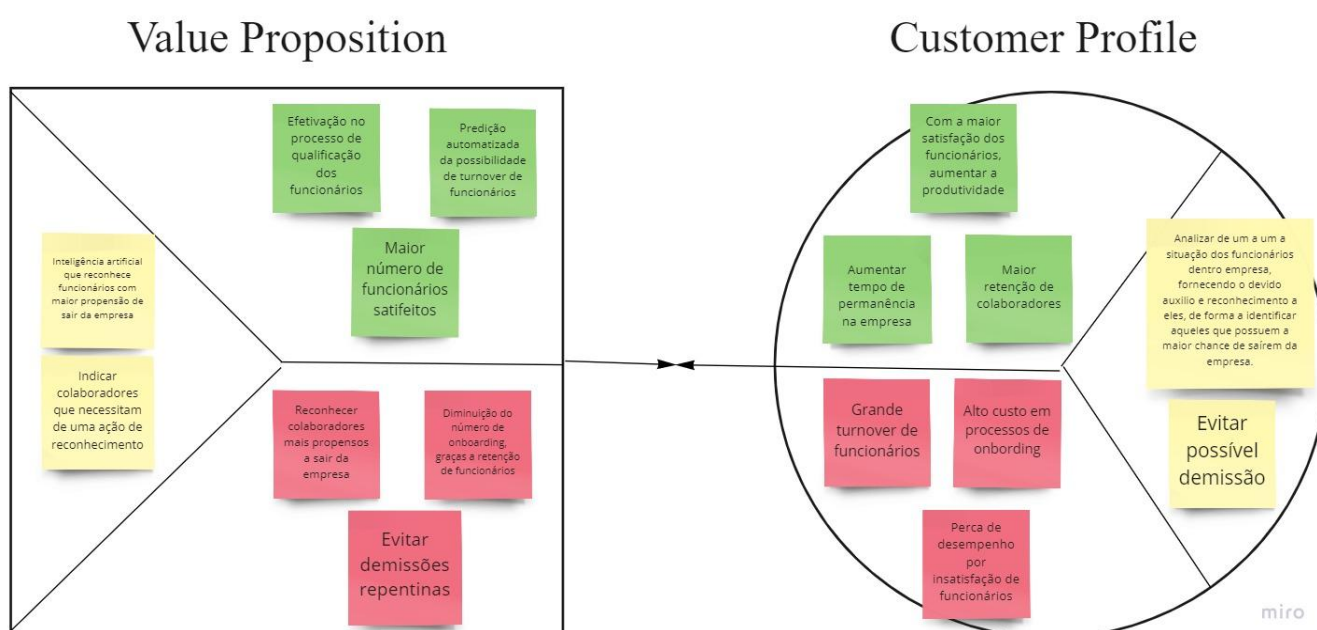 Value Proposition
Customer Profile
Efetivação no
processo de
qualificação
dos
funcionários
Predição
automatizada
da possibilidade
de turnover de
funcionários
Maior
número de
funcionários
satifeitos
Inteligência artificial
que reconhece
funcionários com
maior propensão de
sair da empresa
Indicar
colaboradores
que necessitam
de uma ação de
reconhecimento
Reconhecer
colaboradores
mais propensos
a sair da
empresa
Diminuição do
número de
onboarding,
graças a retenção
de funcionários
Evitar
demissões
repentinas
Com a maior
satisfação dos
funcionários,
aumentar a
produtividade
Aumentar
tempo de
permanência
na empresa
Maior
retenção de
colaboradores
Analizar de um a um a
situação dos funcionários
dentro empresa,
fornecendo o devido
auxilio e reconhecimento a
eles, de forma a identificar
aqueles que possuem a
maior chance de saírem da
empresa.
Evitar
possível
demissão
Grande
turnover de
funcionários
Alto custo em
processos de
onbording
Perca de
desempenho
por
insatisfação de
funcionários
miro